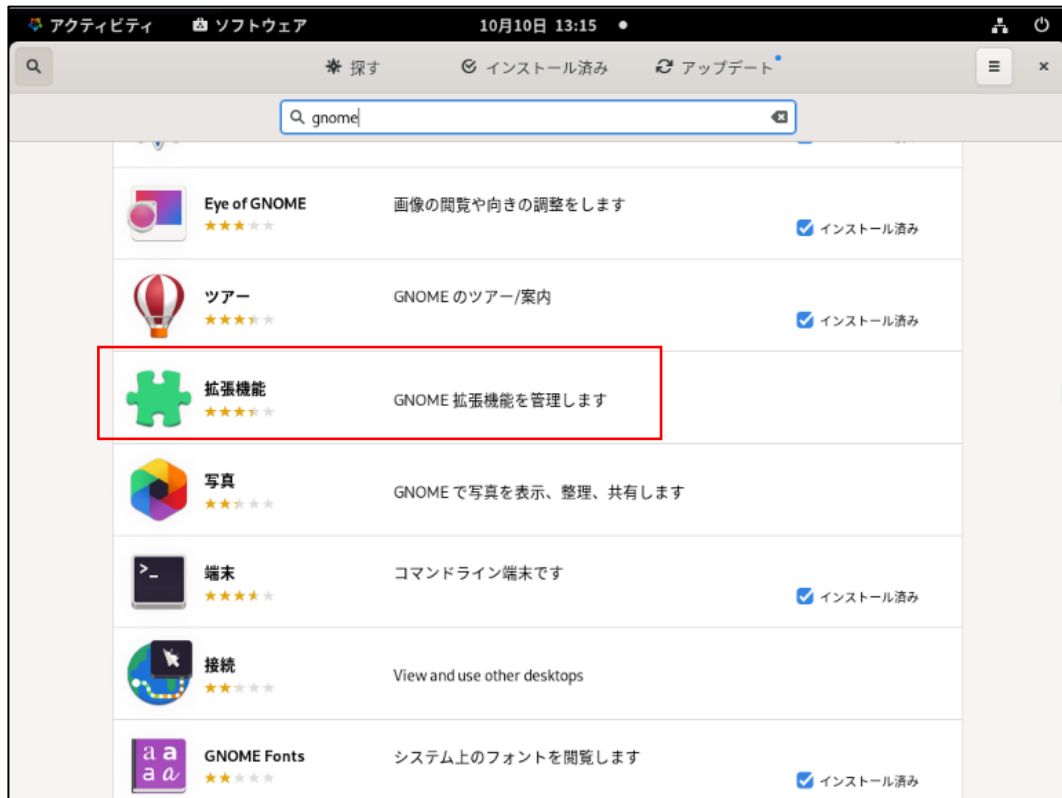 アクティビティ ソフトウェア 10月10日 13:15
探す インストール済み アップデート
gnome
Eye of GNOME 画像の閲覧や向きの調整をします
インストール済み
ツアー GNOME のツアー/案内
インストール済み
拡張機能 GNOME 拡張機能を管理します
写真 GNOME で写真を表示、整理、共有します
端末 コマンドライン端末です
インストール済み
接続 View and use other desktops
GNOME Fonts システム上のフォントを閲覧します
インストール済み